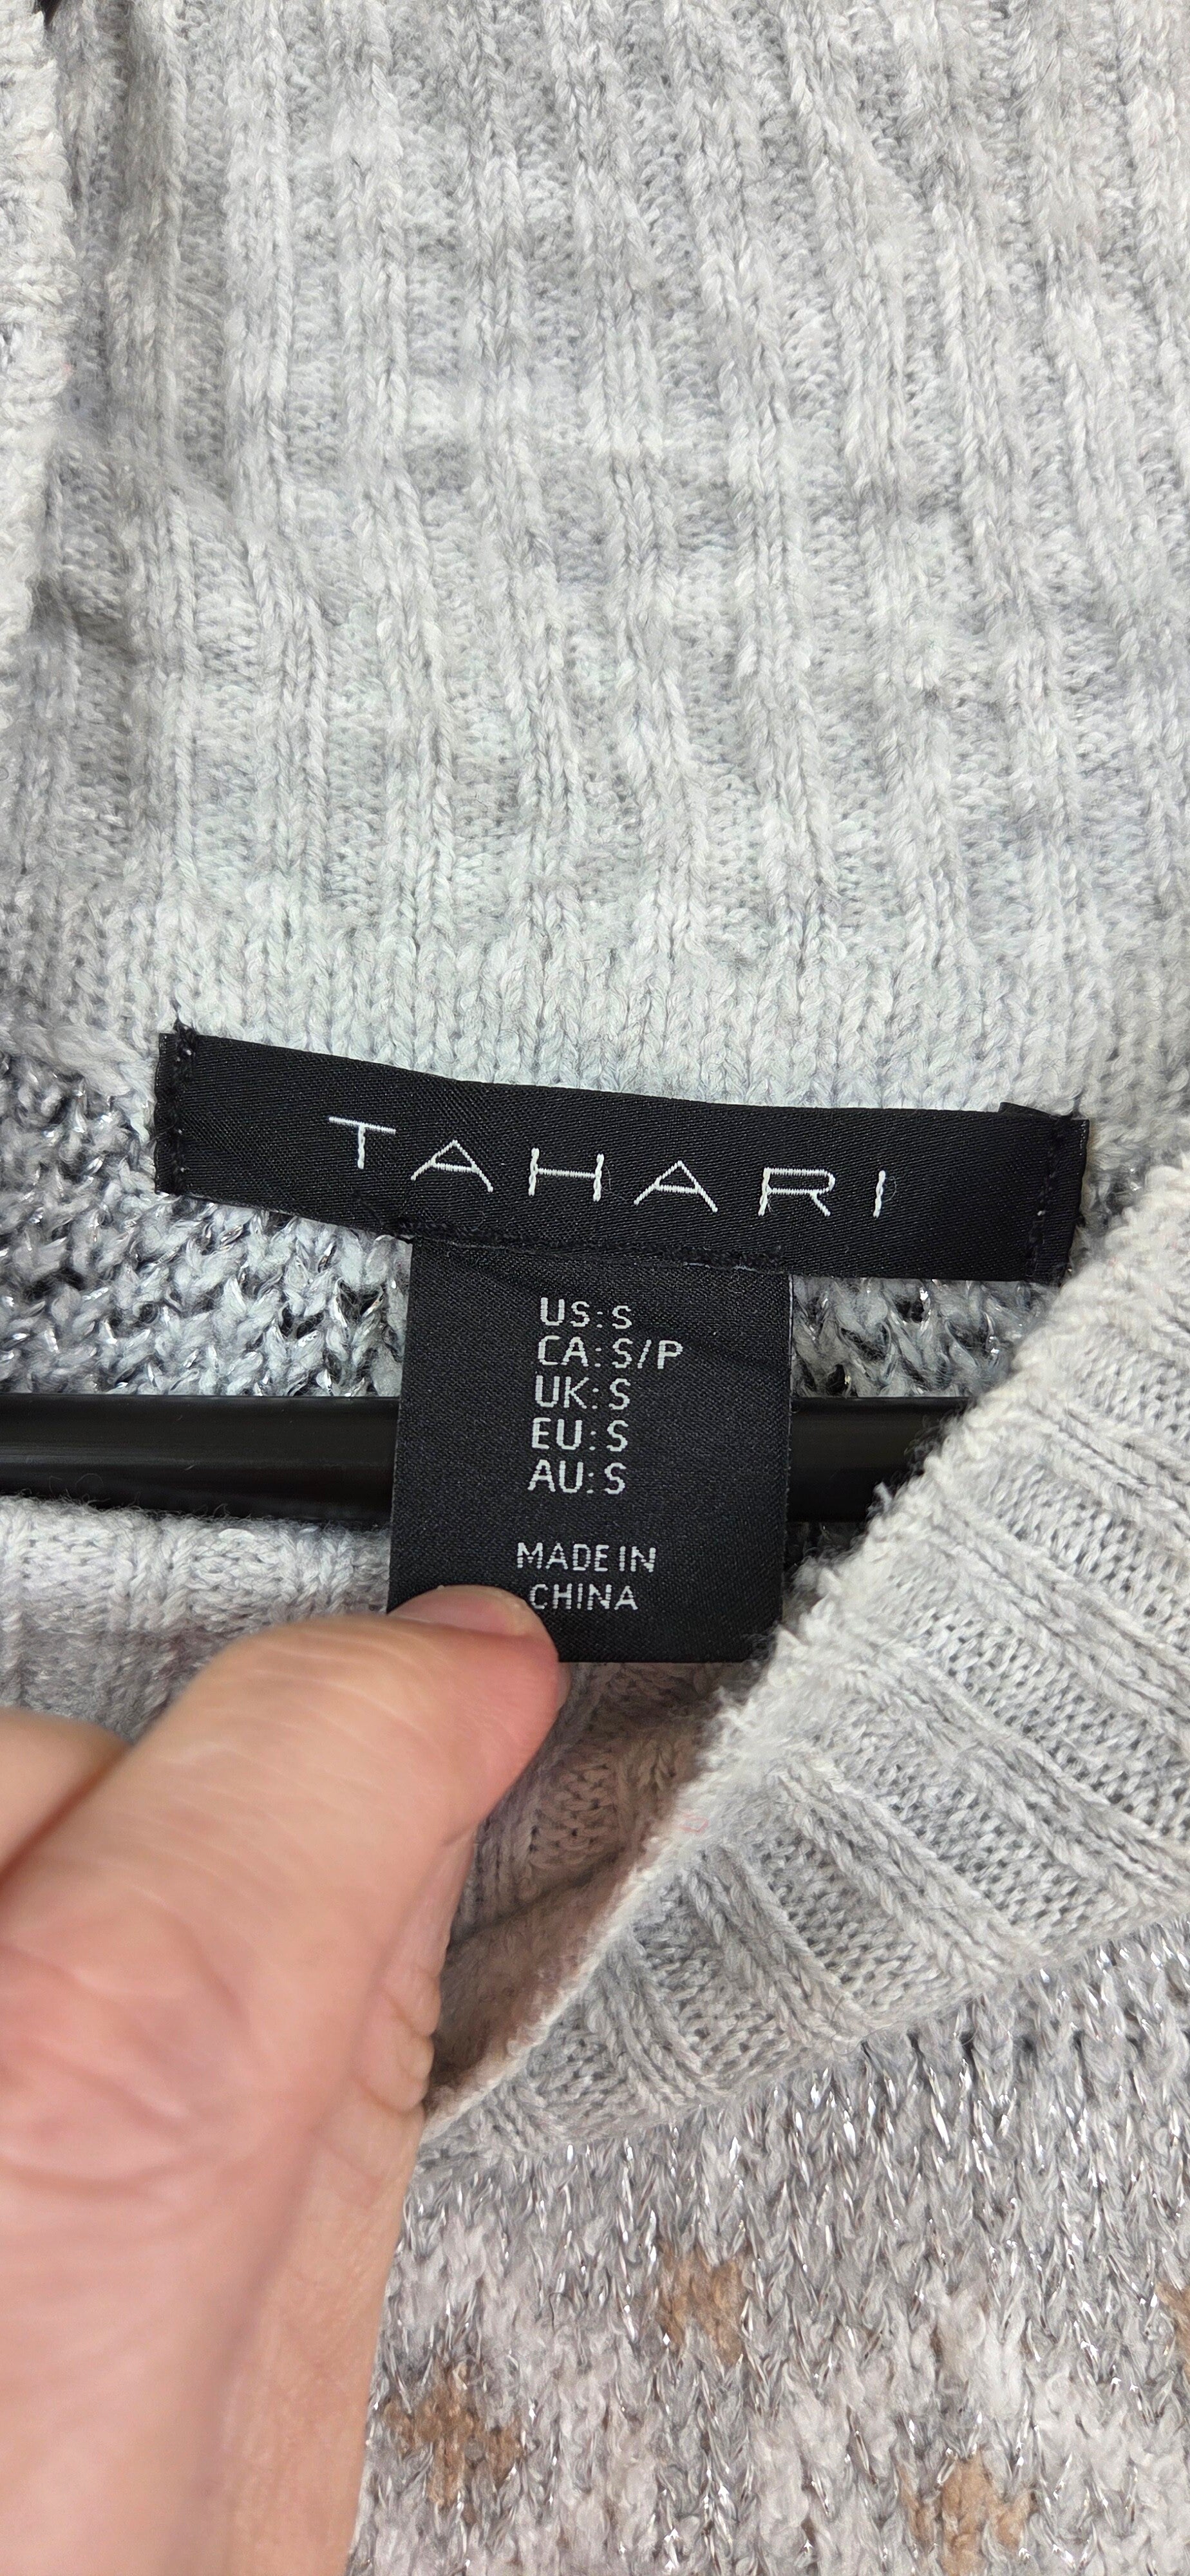 TAHARI
US: S
CA: S/P
UK: S
EU: S
AU: S
MADE IN
CHINA